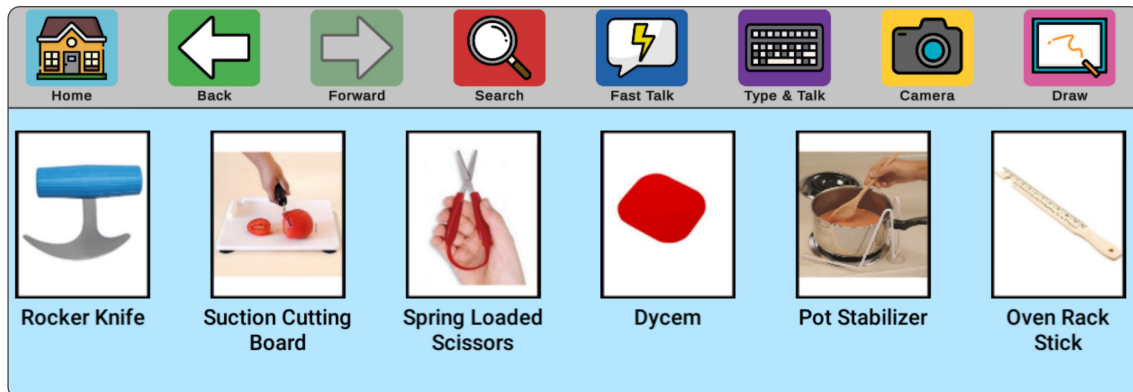 Home
Back
Forward
Search
Fast Talk
Type & Talk
Camera
Draw
Rocker Knife
Suction Cutting
Board
Spring Loaded
Scissors
Dycem
Pot Stabilizer
Oven Rack
Stick